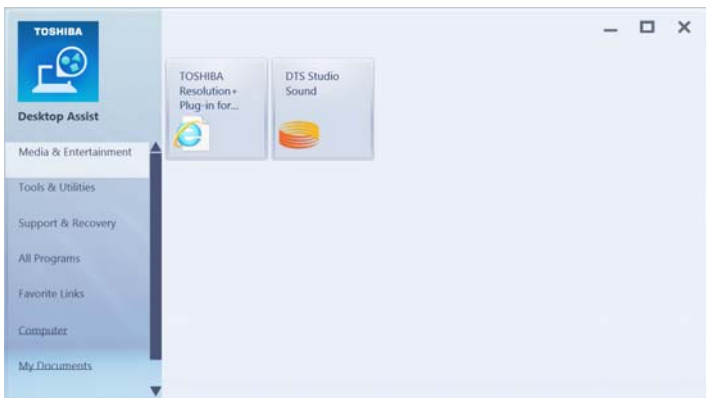 TOSHIBA
Desktop Assist
Media & Entertainment
Tools & Utilities
Support & Recovery
All Programs
Favorite Links
Computer
My Documents
TOSHIBA
Resolution+
Plug-in for...
DTS Studio
Sound